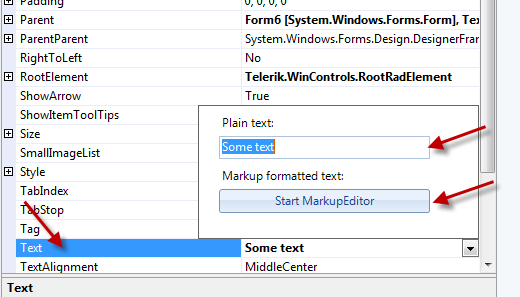 Padding 0, 0, 0, 0
Parent Form6 [System.Windows.Forms.Form], Tex
ParentParent System.Windows.Forms.Design.DesignerFra
RightToLeft No
RootElement Telerik.WinControls.RootRadElement
ShowArrow True
ShowItemToolTips
Plain text:
Size
Some text
SmallImageList
Style
Markup formatted text:
TabIndex
Start MarkupEditor
TabStop
Tag
Text Some text
TextAlignment MiddleCenter
Text